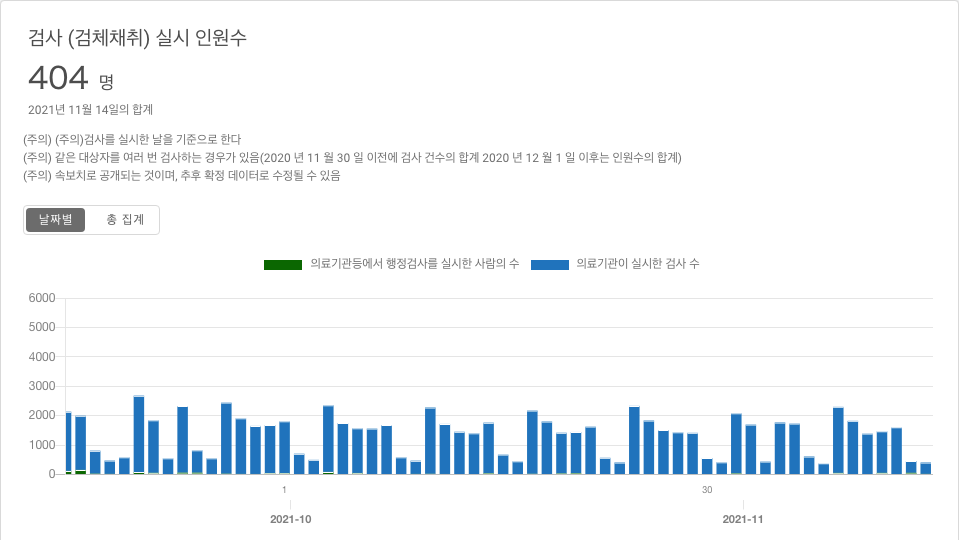 검사 (검체채취) 실시 인원수
404 명
2021년 11월 14일의 합계
(주의) (주의)검사를 실시한 날을 기준으로 한다
(주의) 같은 대상자를 여러 번 검사하는 경우가 있음(2020 년 11 월 30 일 이전에 검사 건수의 합계 2020 년 12 월 1 일 이후는 인원수의 합계)
(주의) 속보치로 공개되는 것이며, 추후 확정 데이터로 수정될 수 있음
날짜별 총 집계
의료기관등에서 행정검사를 실시한 사람의 수 의료기관이 실시한 검사 수
6000
5000
4000
3000
2000
1000
0
1 30
2021-10 2021-11